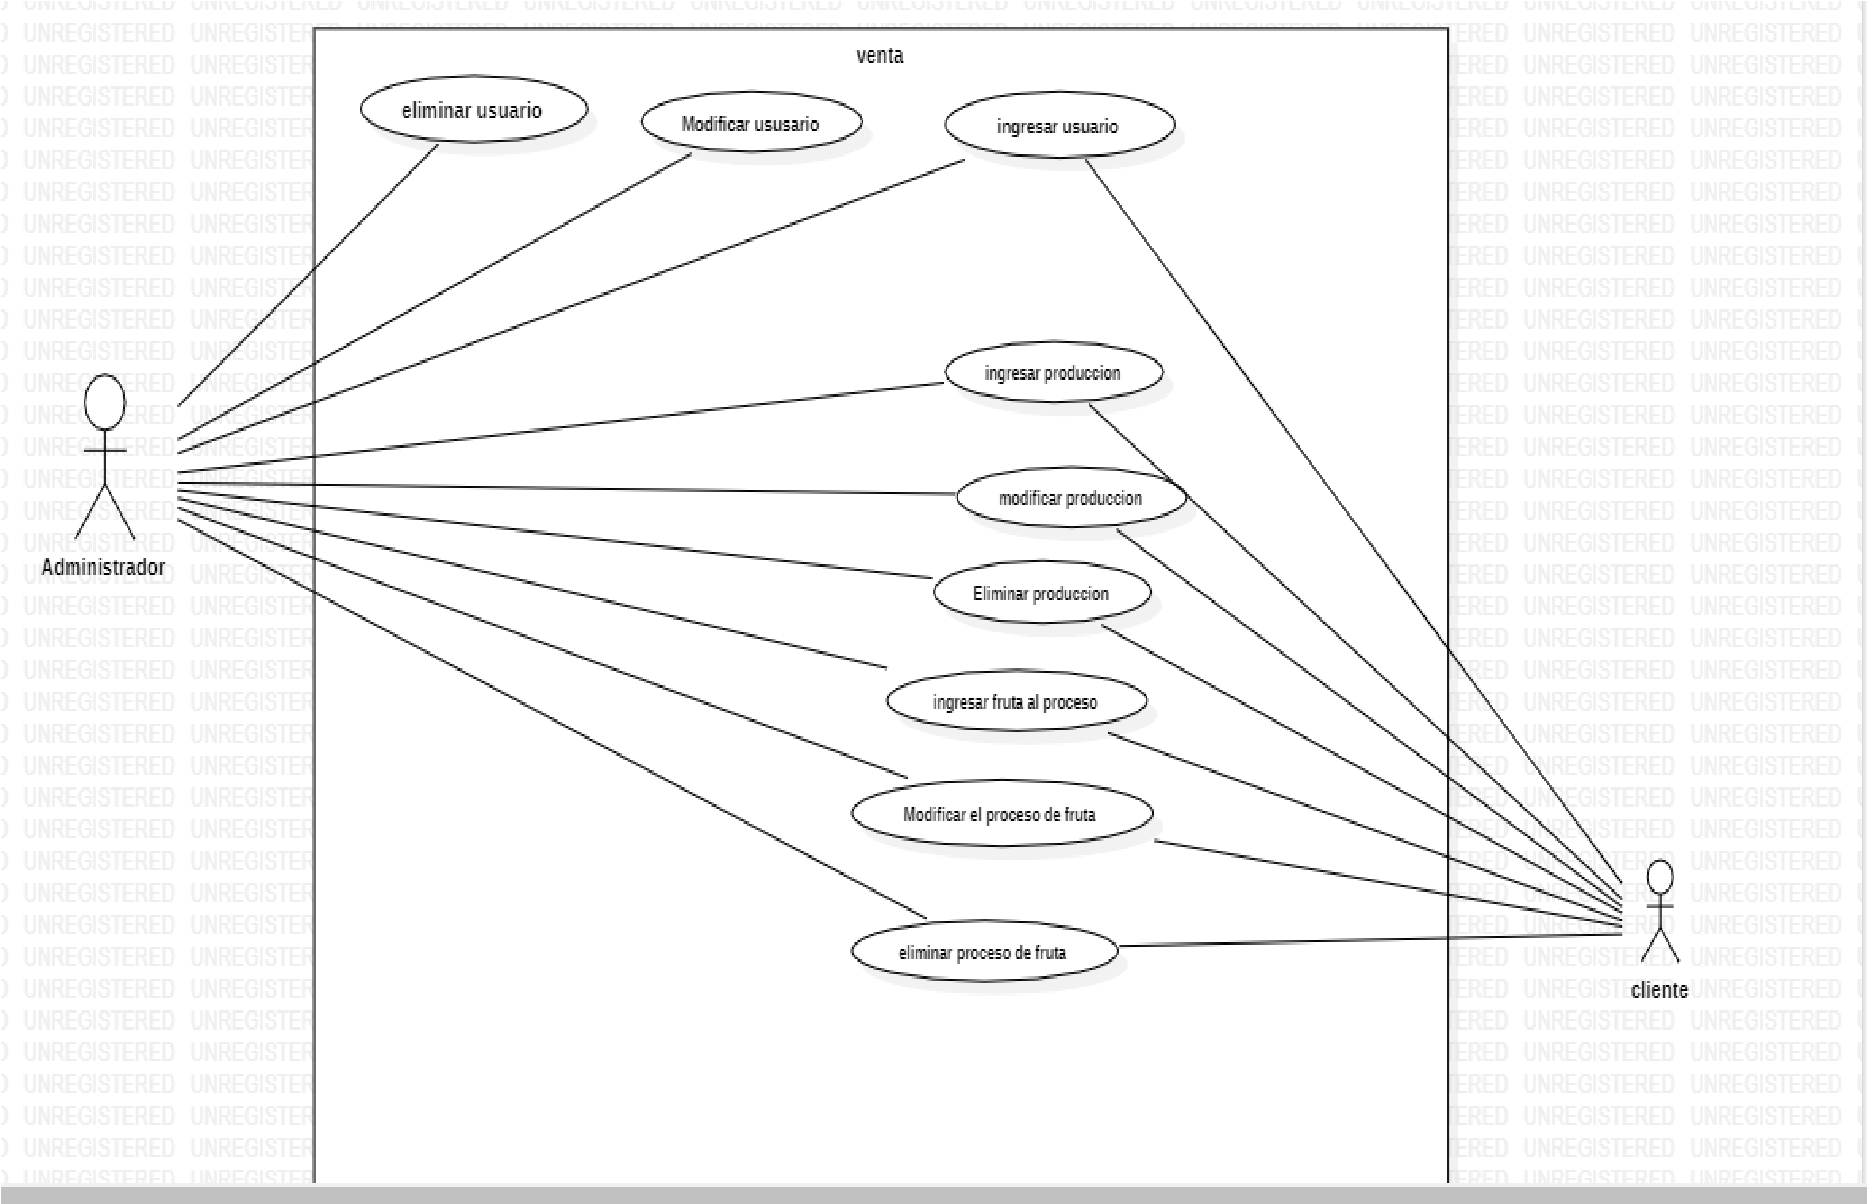 venta
eliminar usuario
Modificar ususario
ingresar usuario
ingresar produccion
modificar produccion
Eliminar produccion
Administrador
ingresar fruta al proceso
Modificar el proceso de fruta
eliminar proceso de fruta
cliente
UNREGISTERED